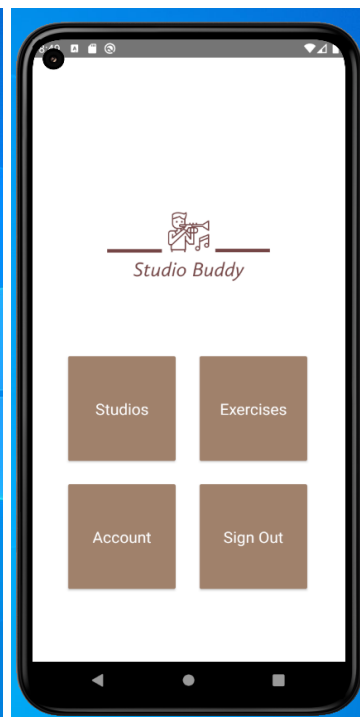 Studio Buddy
Studios
Exercises
Account
Sign Out